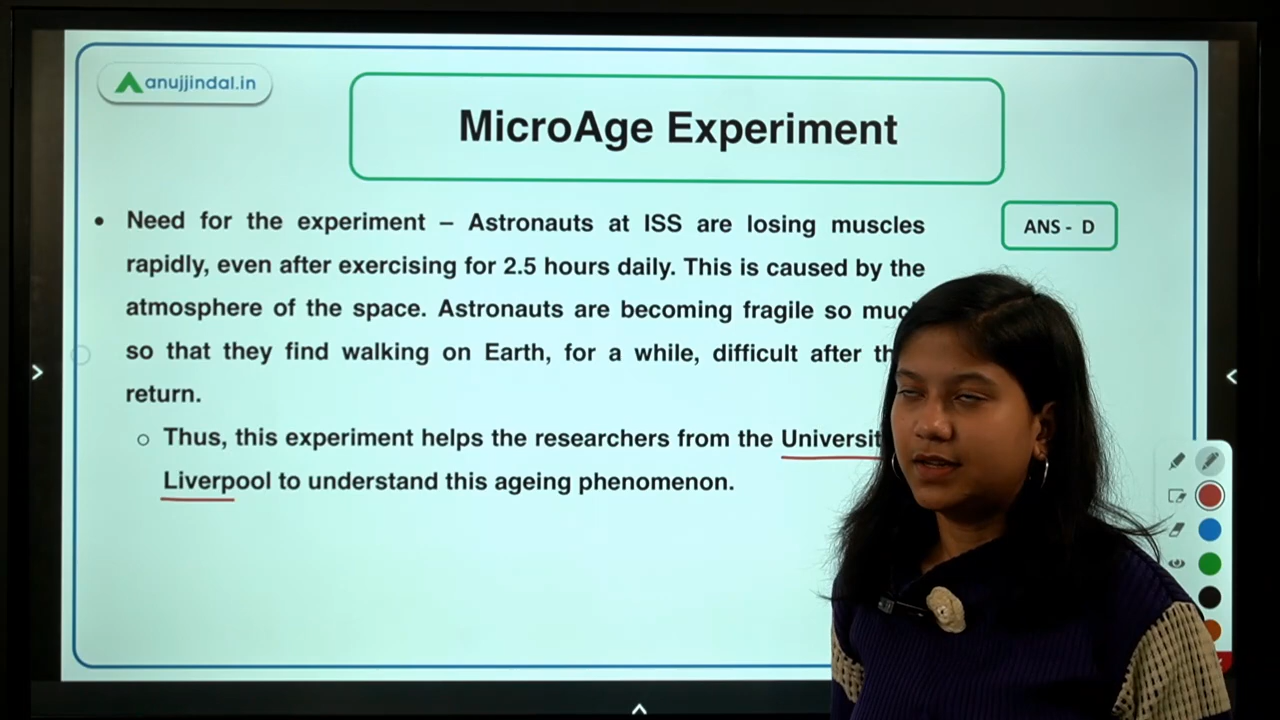 anujjindal.in
MicroAge Experiment
• Need for the experiment – Astronauts at ISS are losing muscles
rapidly, even after exercising for 2.5 hours daily. This is caused by the
atmosphere of the space. Astronauts are becoming fragile so
so that they find walking on Earth, for a while, difficult after
return.
○ Thus, this experiment helps the researchers from the
Liverpool to understand this ageing phenomenon.
ANS - D